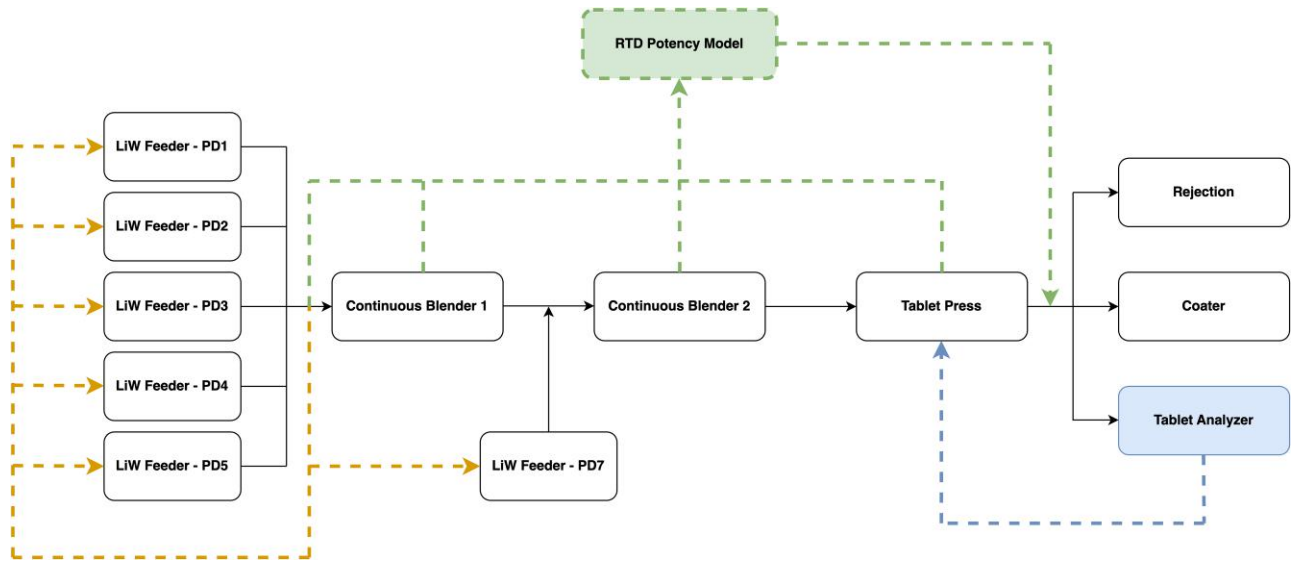 RTD Potency Model
LiW Feeder - PD1
LiW Feeder - PD2
LiW Feeder - PD3
LiW Feeder - PD4
LiW Feeder - PD5
Continuous Blender 1
LiW Feeder - PD7
Continuous Blender 2
Tablet Press
Rejection
Coater
Tablet Analyzer